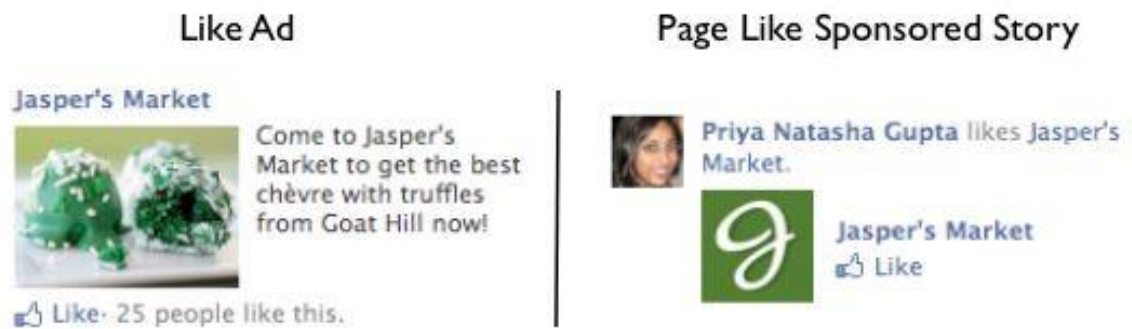 Like Ad
Jasper's Market
Come to Jasper's
Market to get the best
chèvre with truffles
from Goat Hill now!
Like· 25 people like this.
Page Like Sponsored Story
Priya Natasha Gupta likes Jasper's
Market.
Jasper's Market
Like